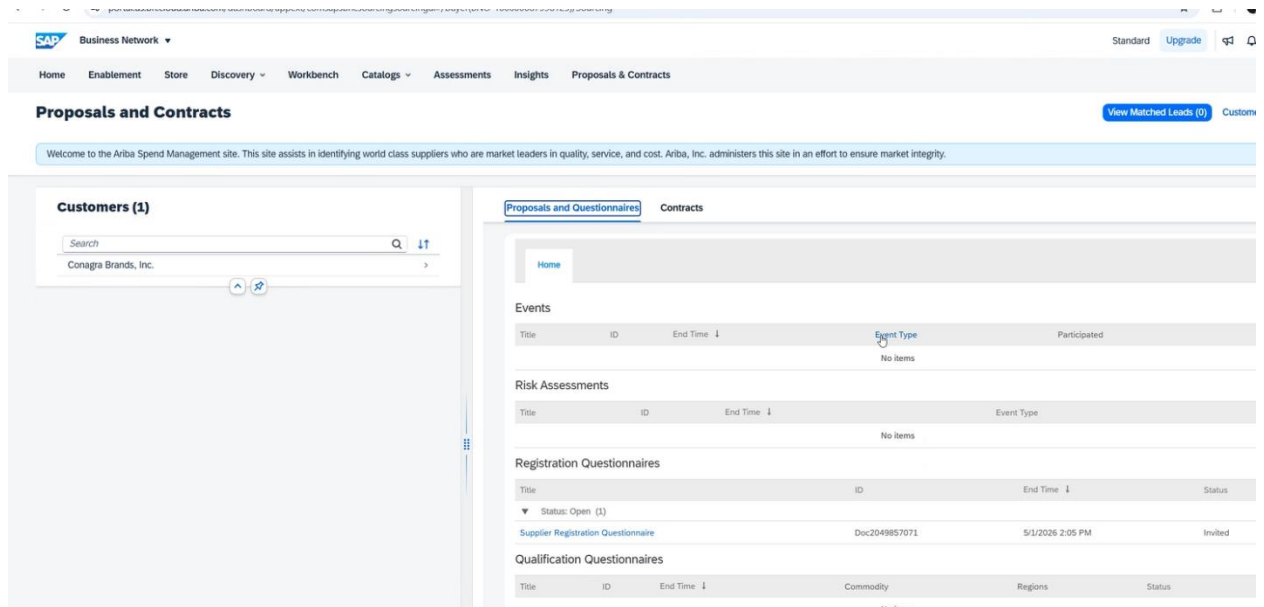 SAP Business Network Standard Upgrade
Home Enablement Store Discovery Workbench Catalogs Assessments Insights Proposals & Contracts
Proposals and Contracts
View Matched Leads (0)
Welcome to the Ariba Spend Management site. This site assists in identifying world class suppliers who are market leaders in quality, service, and cost. Ariba, Inc. administers this site in an effort to ensure market integrity.
Customers (1)
Search
Conagra Brands, Inc.
Proposals and Questionnaires Contracts
Home
Events
Title ID End Time ↓ Event Type Participated
No items
Risk Assessments
Title ID End Time ↓ Event Type
No items
Registration Questionnaires
Title ID End Time ↓ Status
▼ Status: Open (1)
Supplier Registration Questionnaire Doc2049857071 5/1/2026 2:05 PM Invited
Qualification Questionnaires
Title ID End Time ↓ Commodity Regions Status